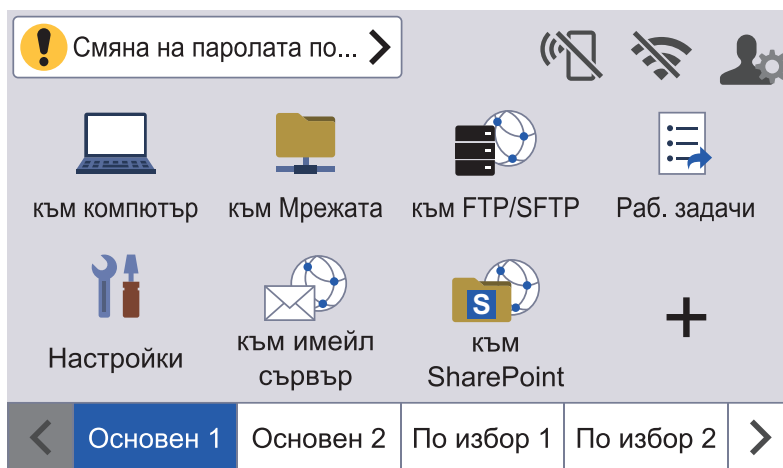 Смяна на паролата по...
към компютър
към Мрежата
към FTP/SFTP
Раб. задачи
Настройки
към имейл
сървър
S
към
SharePoint
Основен 1
Основен 2
По избор 1
По избор 2